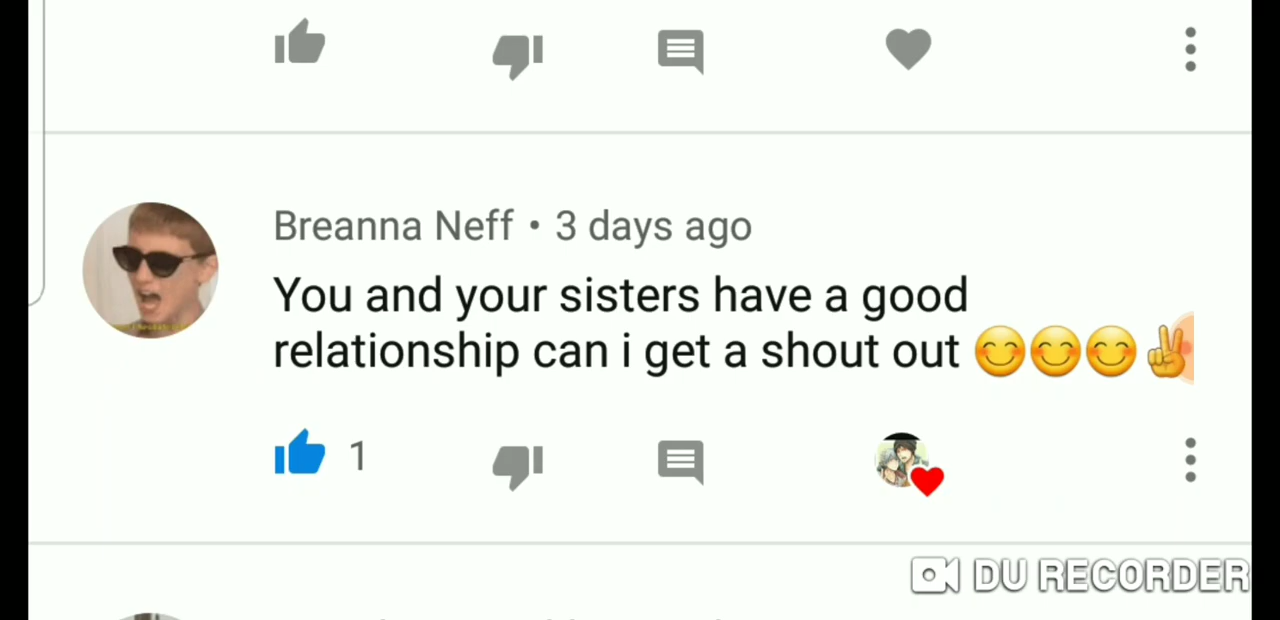 Breanna Neff • 3 days ago
You and your sisters have a good
relationship can i get a shout out 😊😊😊✌
1
DU RECORDER